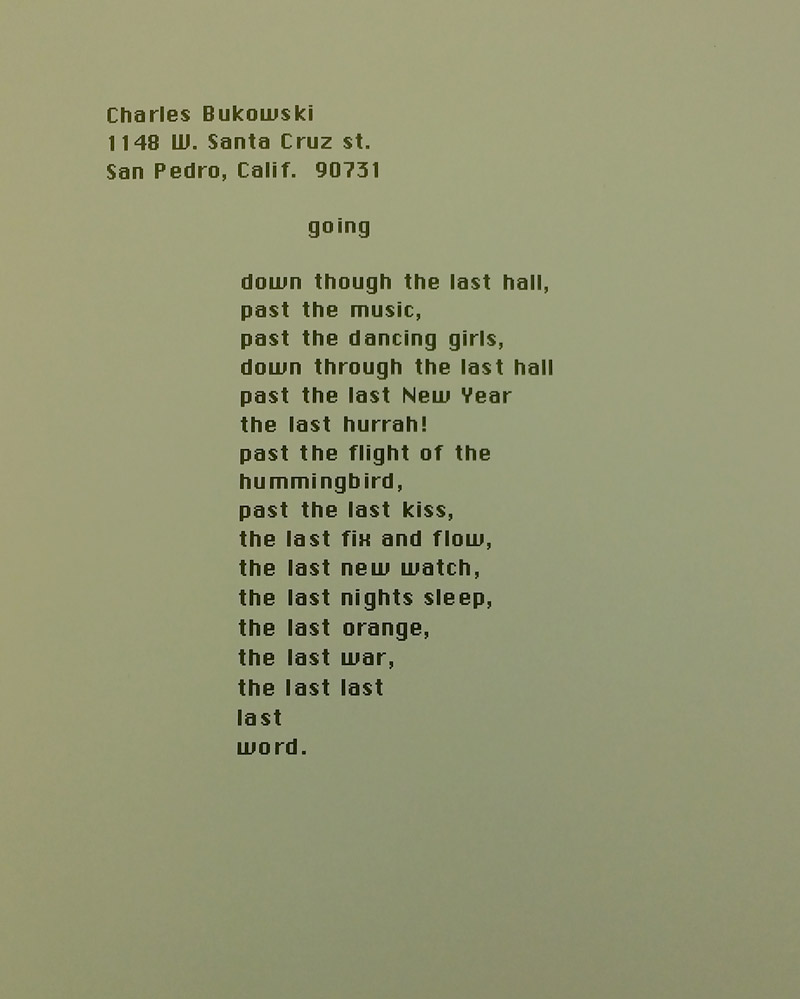 Charles Bukowski
1148 W. Santa Cruz st.
San Pedro, Calif.  90731
going
down though the last hall,
past the music,
past the dancing girls,
down through the last hall
past the last New Year
the last hurrah!
past the flight of the
hummingbird,
past the last kiss,
the last fix and flow,
the last new watch,
the last nights sleep,
the last orange,
the last war,
the last last
last
word.